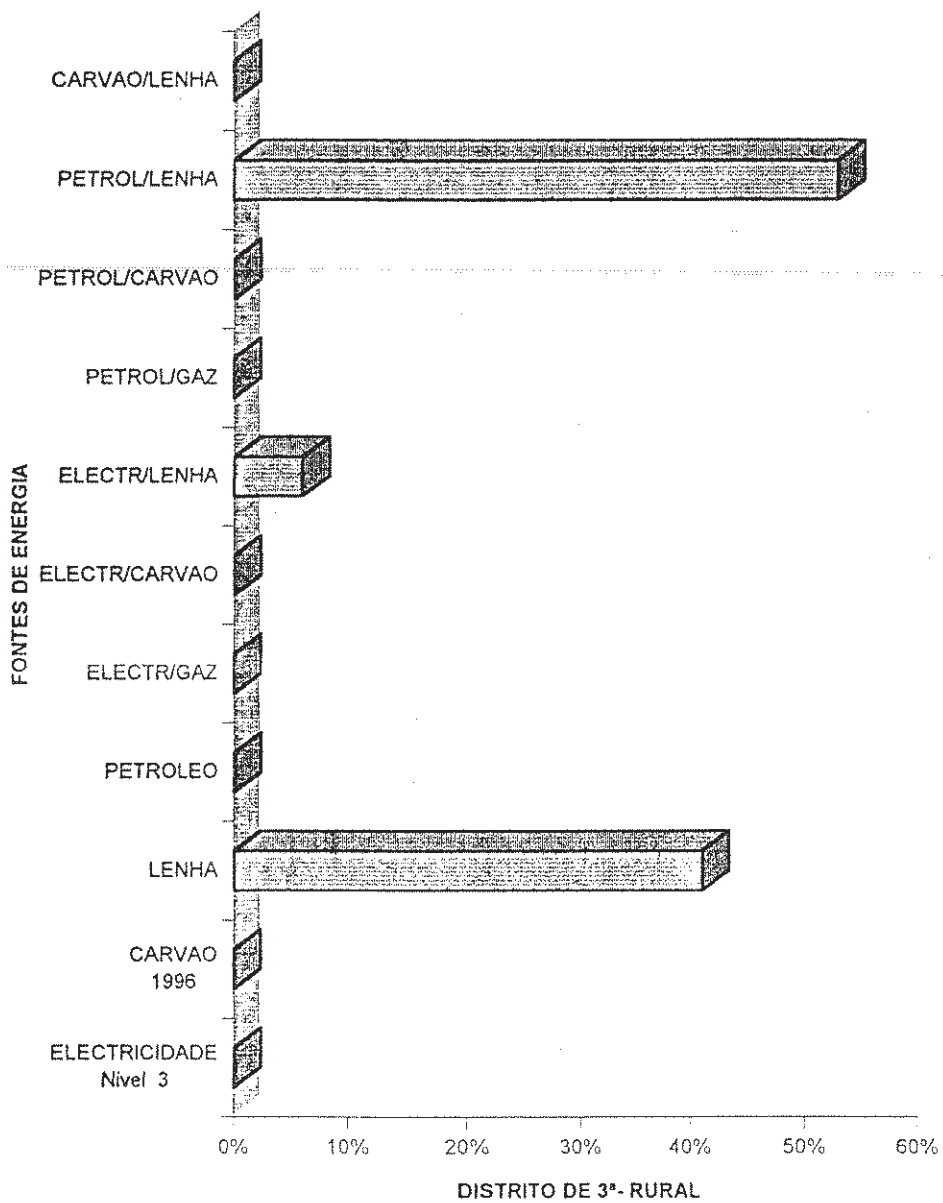 CARVAO/LENHA
PETROL/LENHA
PETROL/CARVAO
PETROL/GAZ
ELECTR/LENHA
ELECTR/CARVAO
ELECTR/GAZ
PETROLEO
LENHA
CARVAO
1996
ELECTRICIDADE
Nivel 3
FONTES DE ENERGIA
0% 10% 20% 30% 40% 50% 60%
DISTRITO DE 3ª- RURAL